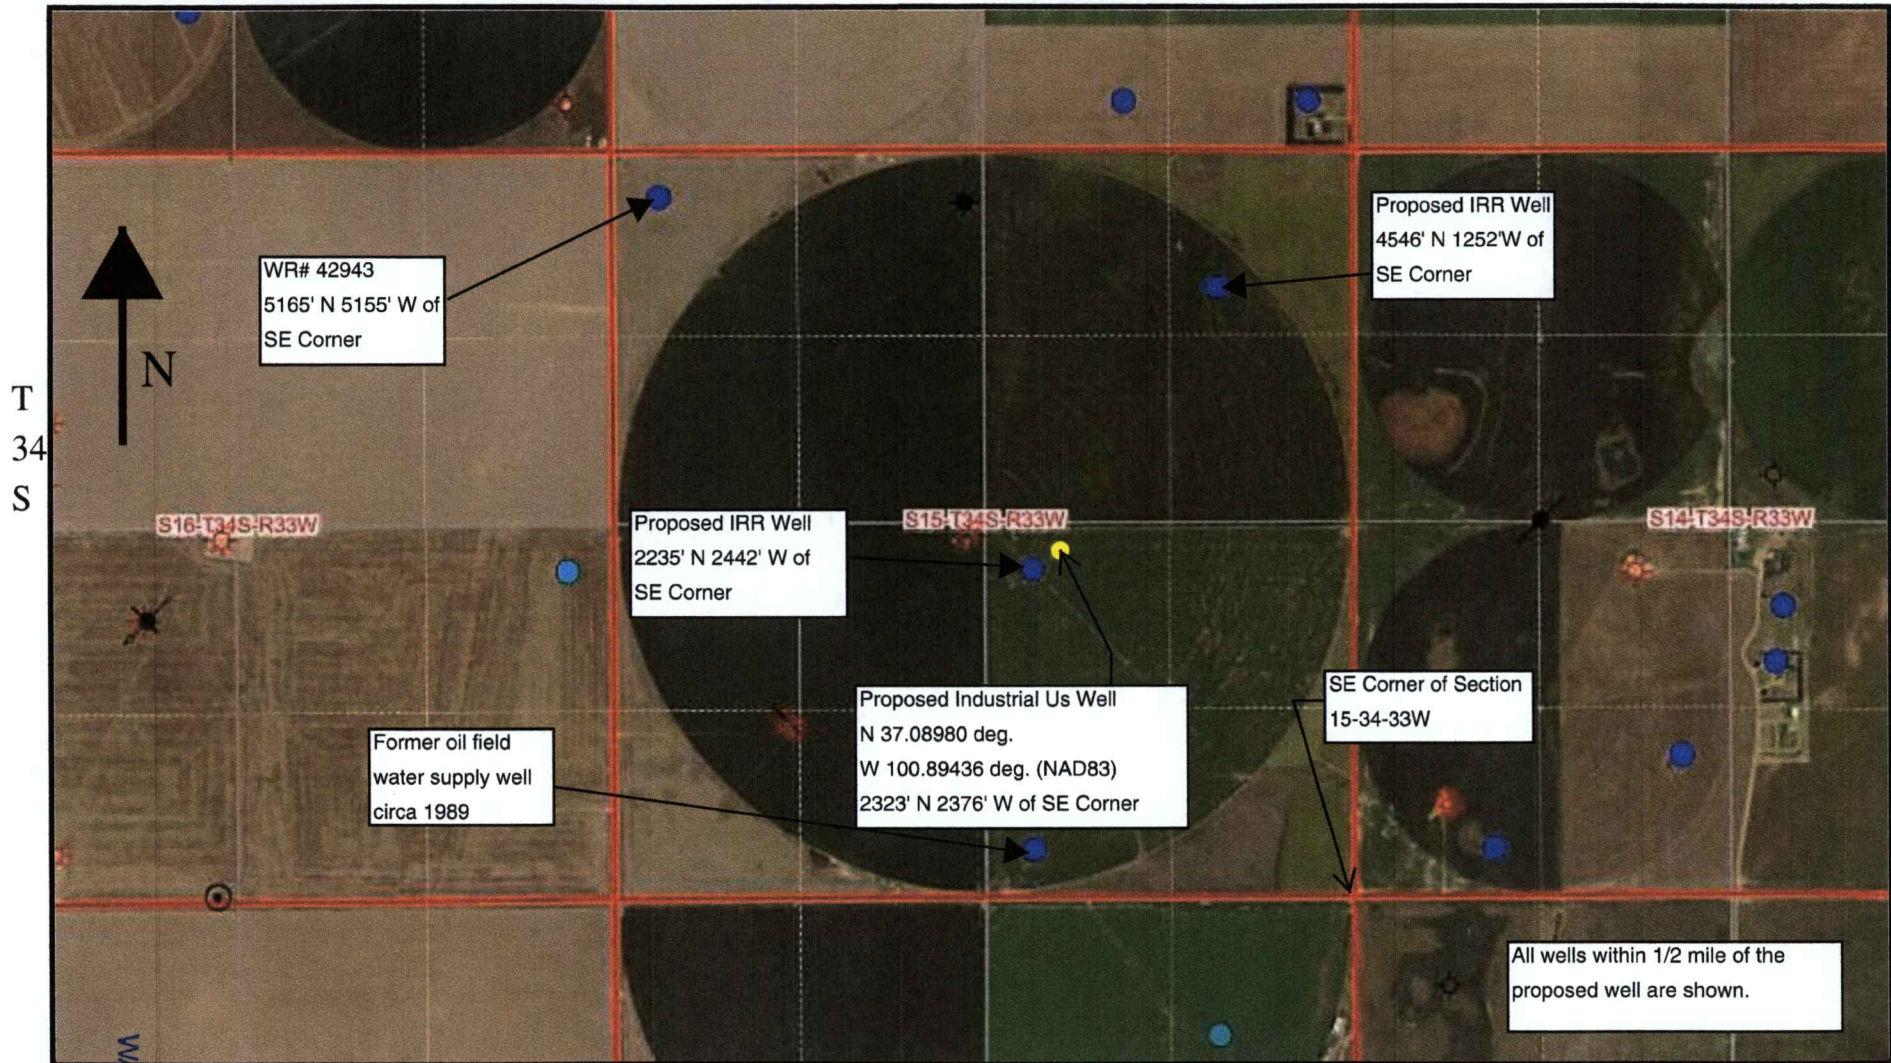 WR# 42943
5165' N 5155' W of
SE Corner
Proposed IRR Well
4546' N 1252'W of
SE Corner
N
T
34
S
S16-T34S-R33W
Proposed IRR Well
2235' N 2442' W of
SE Corner
S15-T34S-R33W
S14-T34S-R33W
Former oil field
water supply well
circa 1989
Proposed Industrial Us Well
N 37.08980 deg.
W 100.89436 deg. (NAD83)
2323' N 2376' W of SE Corner
SE Corner of Section
15-34-33W
All wells within 1/2 mile of the
proposed well are shown.